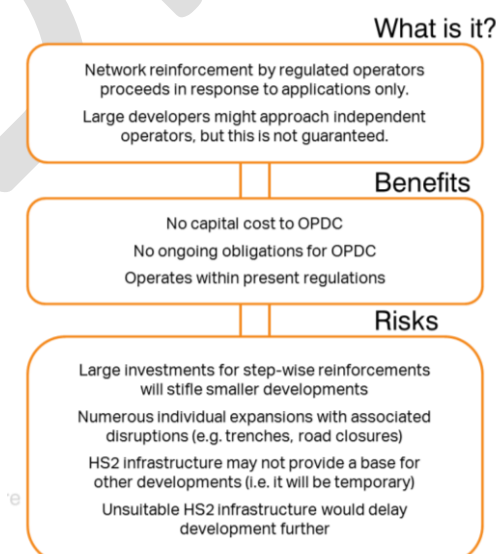 What is it?
Network reinforcement by regulated operators
proceeds in response to applications only.
Large developers might approach independent
operators, but this is not guaranteed.
Benefits
No capital cost to OPDC
No ongoing obligations for OPDC
Operates within present regulations
Risks
Large investments for step-wise reinforcements
will stifle smaller developments
Numerous individual expansions with associated
disruptions (e.g. trenches, road closures)
HS2 infrastructure may not provide a base for
other developments (i.e. it will be temporary)
Unsuitable HS2 infrastructure would delay
development further